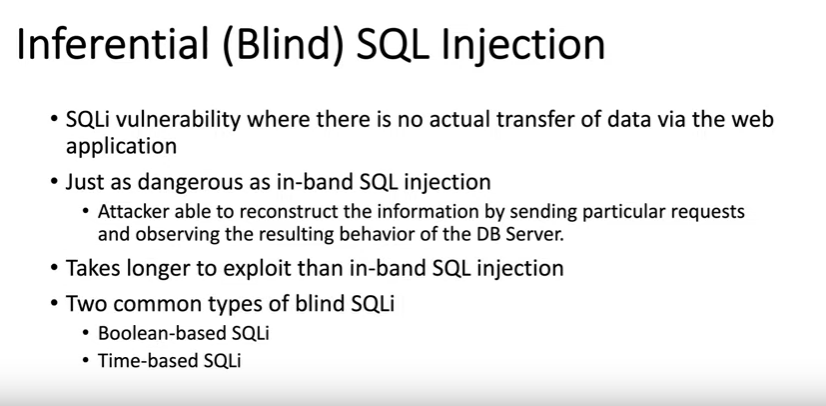 Inferential (Blind) SQL Injection
• SQLi vulnerability where there is no actual transfer of data via the web
application
• Just as dangerous as in-band SQL injection
• Attacker able to reconstruct the information by sending particular requests
and observing the resulting behavior of the DB Server.
• Takes longer to exploit than in-band SQL injection
• Two common types of blind SQLi
• Boolean-based SQLi
• Time-based SQLi